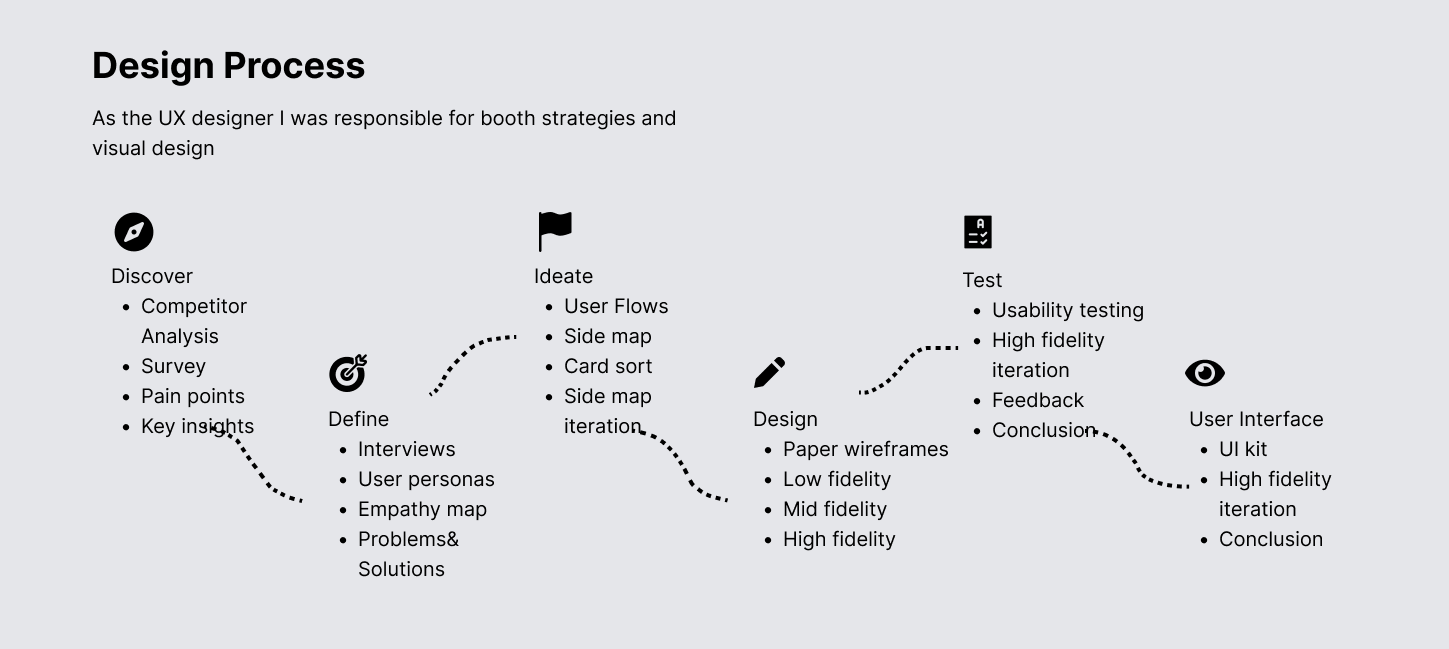 Design Process
As the UX designer I was responsible for booth strategies and
visual design
Discover
• Competitor
Analysis
• Survey
• Pain points
• Key insights
Define
• Interviews
• User personas
• Empathy map
• Problems&
Solutions
Ideate
• User Flows
• Side map
• Card sort
• Side map
iteration
Design
• Paper wireframes
• Low fidelity
• Mid fidelity
• High fidelity
Test
• Usability testing
• High fidelity
iteration
• Feedback
• Conclusion
User Interface
• UI kit
• High fidelity
iteration
• Conclusion